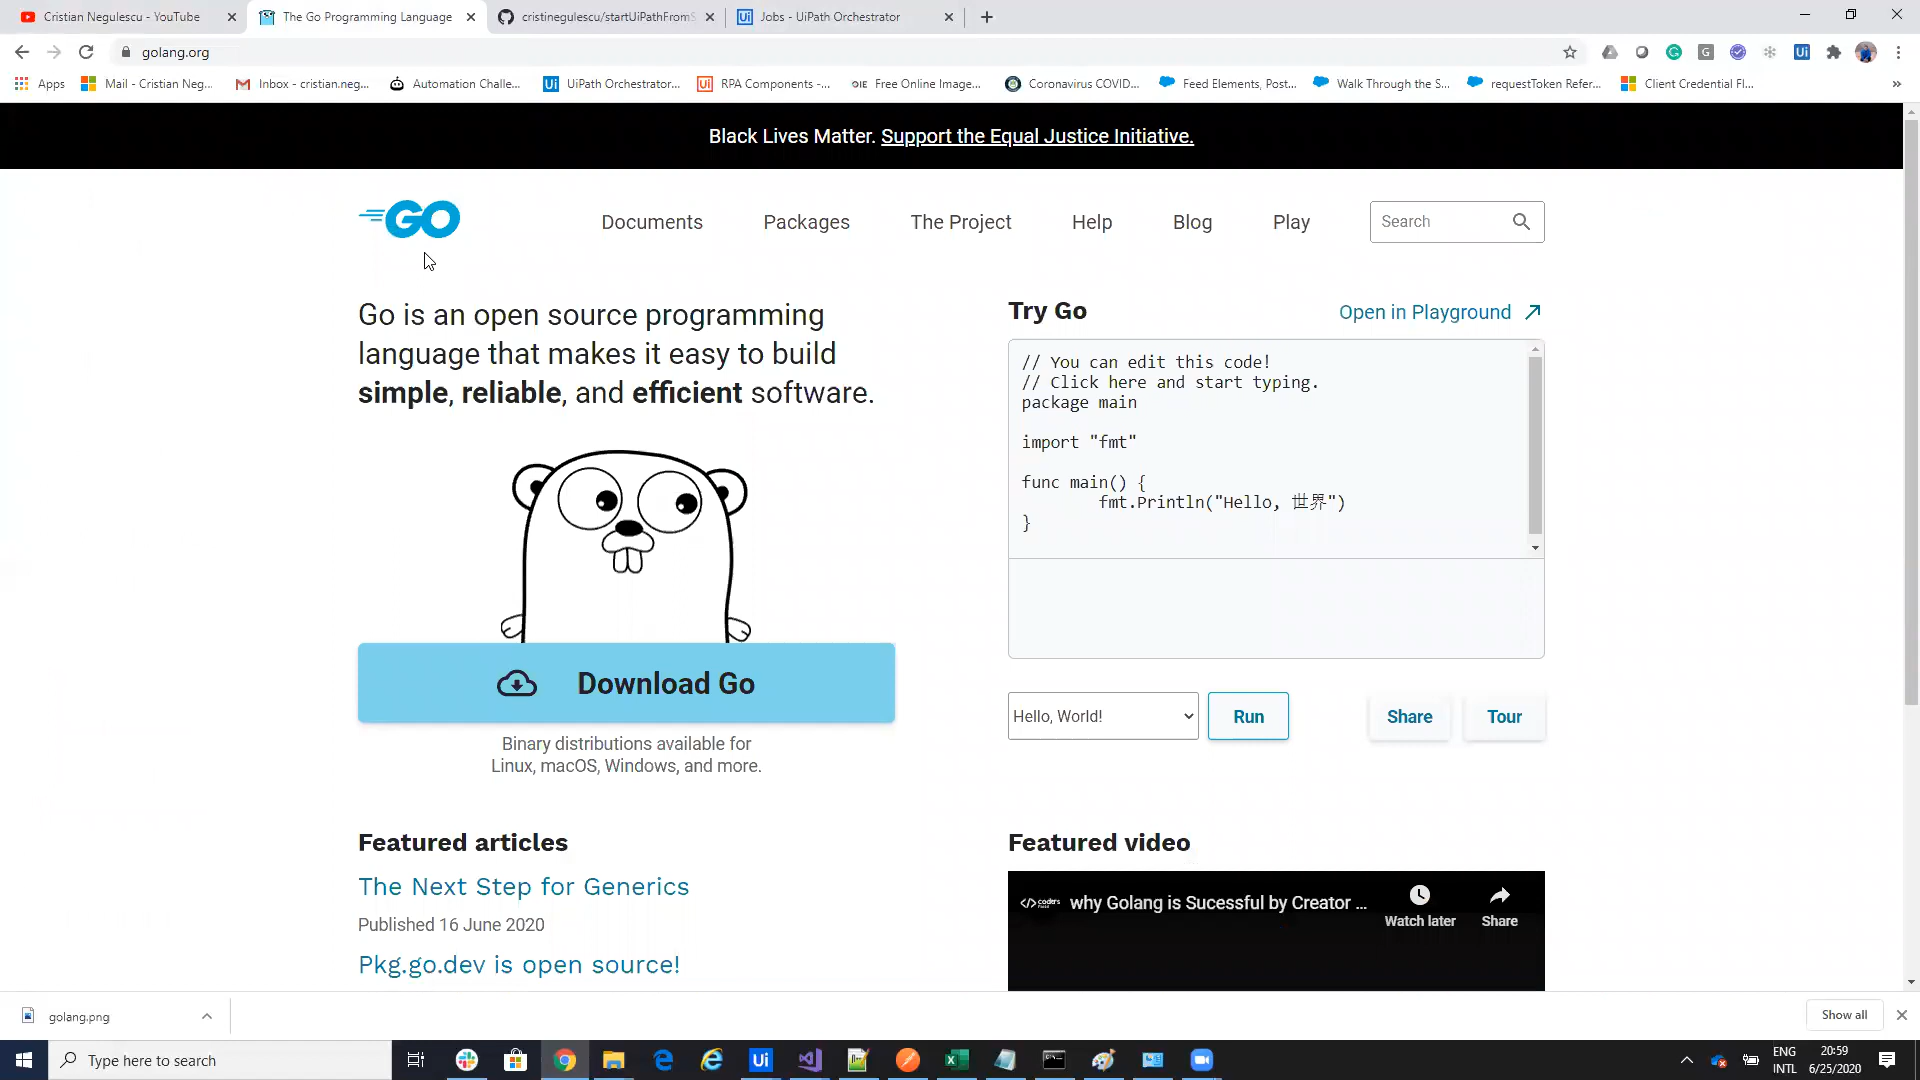 Cristian Negulescu - YouTube
The Go Programming Language
cristinegulescu/startUiPathFromS
Jobs - UiPath Orchestrator
golang.org
Apps
Mail - Cristian Neg...
Inbox - cristian.neg...
Automation Challe...
UiPath Orchestrator...
RPA Components -...
Free Online Image...
Coronavirus COVID...
Feed Elements, Post...
Walk Through the S...
requestToken Refer...
Client Credential Fl...
Black Lives Matter. Support the Equal Justice Initiative.
GO
Documents
Packages
The Project
Help
Blog
Play
Search
Go is an open source programming
language that makes it easy to build
simple, reliable, and efficient software.
Download Go
Binary distributions available for
Linux, macOS, Windows, and more.
Try Go
Open in Playground
// You can edit this code!
// Click here and start typing.
package main
import "fmt"
func main() {
fmt.Println("Hello, 世界")
}
Hello, World!
Run
Share
Tour
Featured articles
The Next Step for Generics
Published 16 June 2020
Pkg.go.dev is open source!
Featured video
why Golang is Sucessful by Creator ...
Watch later
Share
golang.png
Show all
Type here to search
ENG
INTL
20:59
6/25/2020